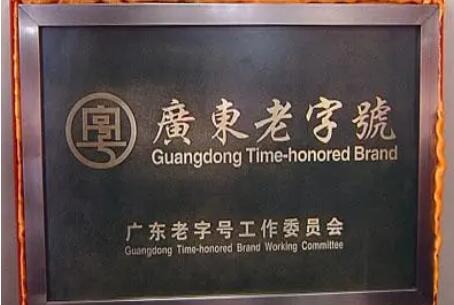 廣東老字號
Guangdong Time-honored Brand
广东老字号工作委员会
Guangdong Time-honored Brand Working Committee